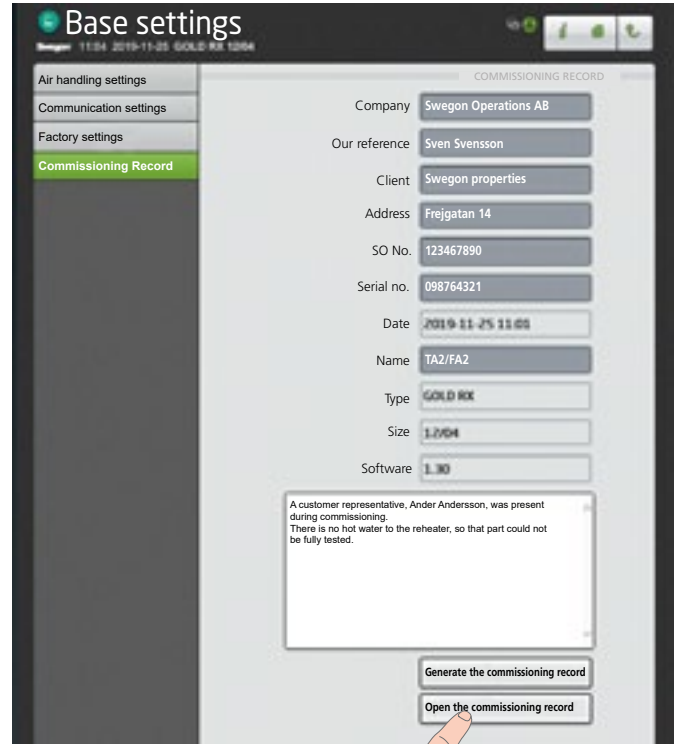 Base settings
Swegon 11:04 2019-11-25 GOLD RX 12/04
Air handling settings
Communication settings
Factory settings
Commissioning Record
COMMISSIONING RECORD
Company Swegon Operations AB
Our reference Sven Svensson
Client Swegon properties
Address Frejgatan 14
SO No. 123467890
Serial no. 098764321
Date 2019-11-25 11:01
Name TA2/FA2
Type GOLD RX
Size 12/04
Software 1.30
A customer representative, Ander Andersson, was present
during commissioning.
There is no hot water to the reheater, so that part could not
be fully tested.
Generate the commissioning record
Open the commissioning record